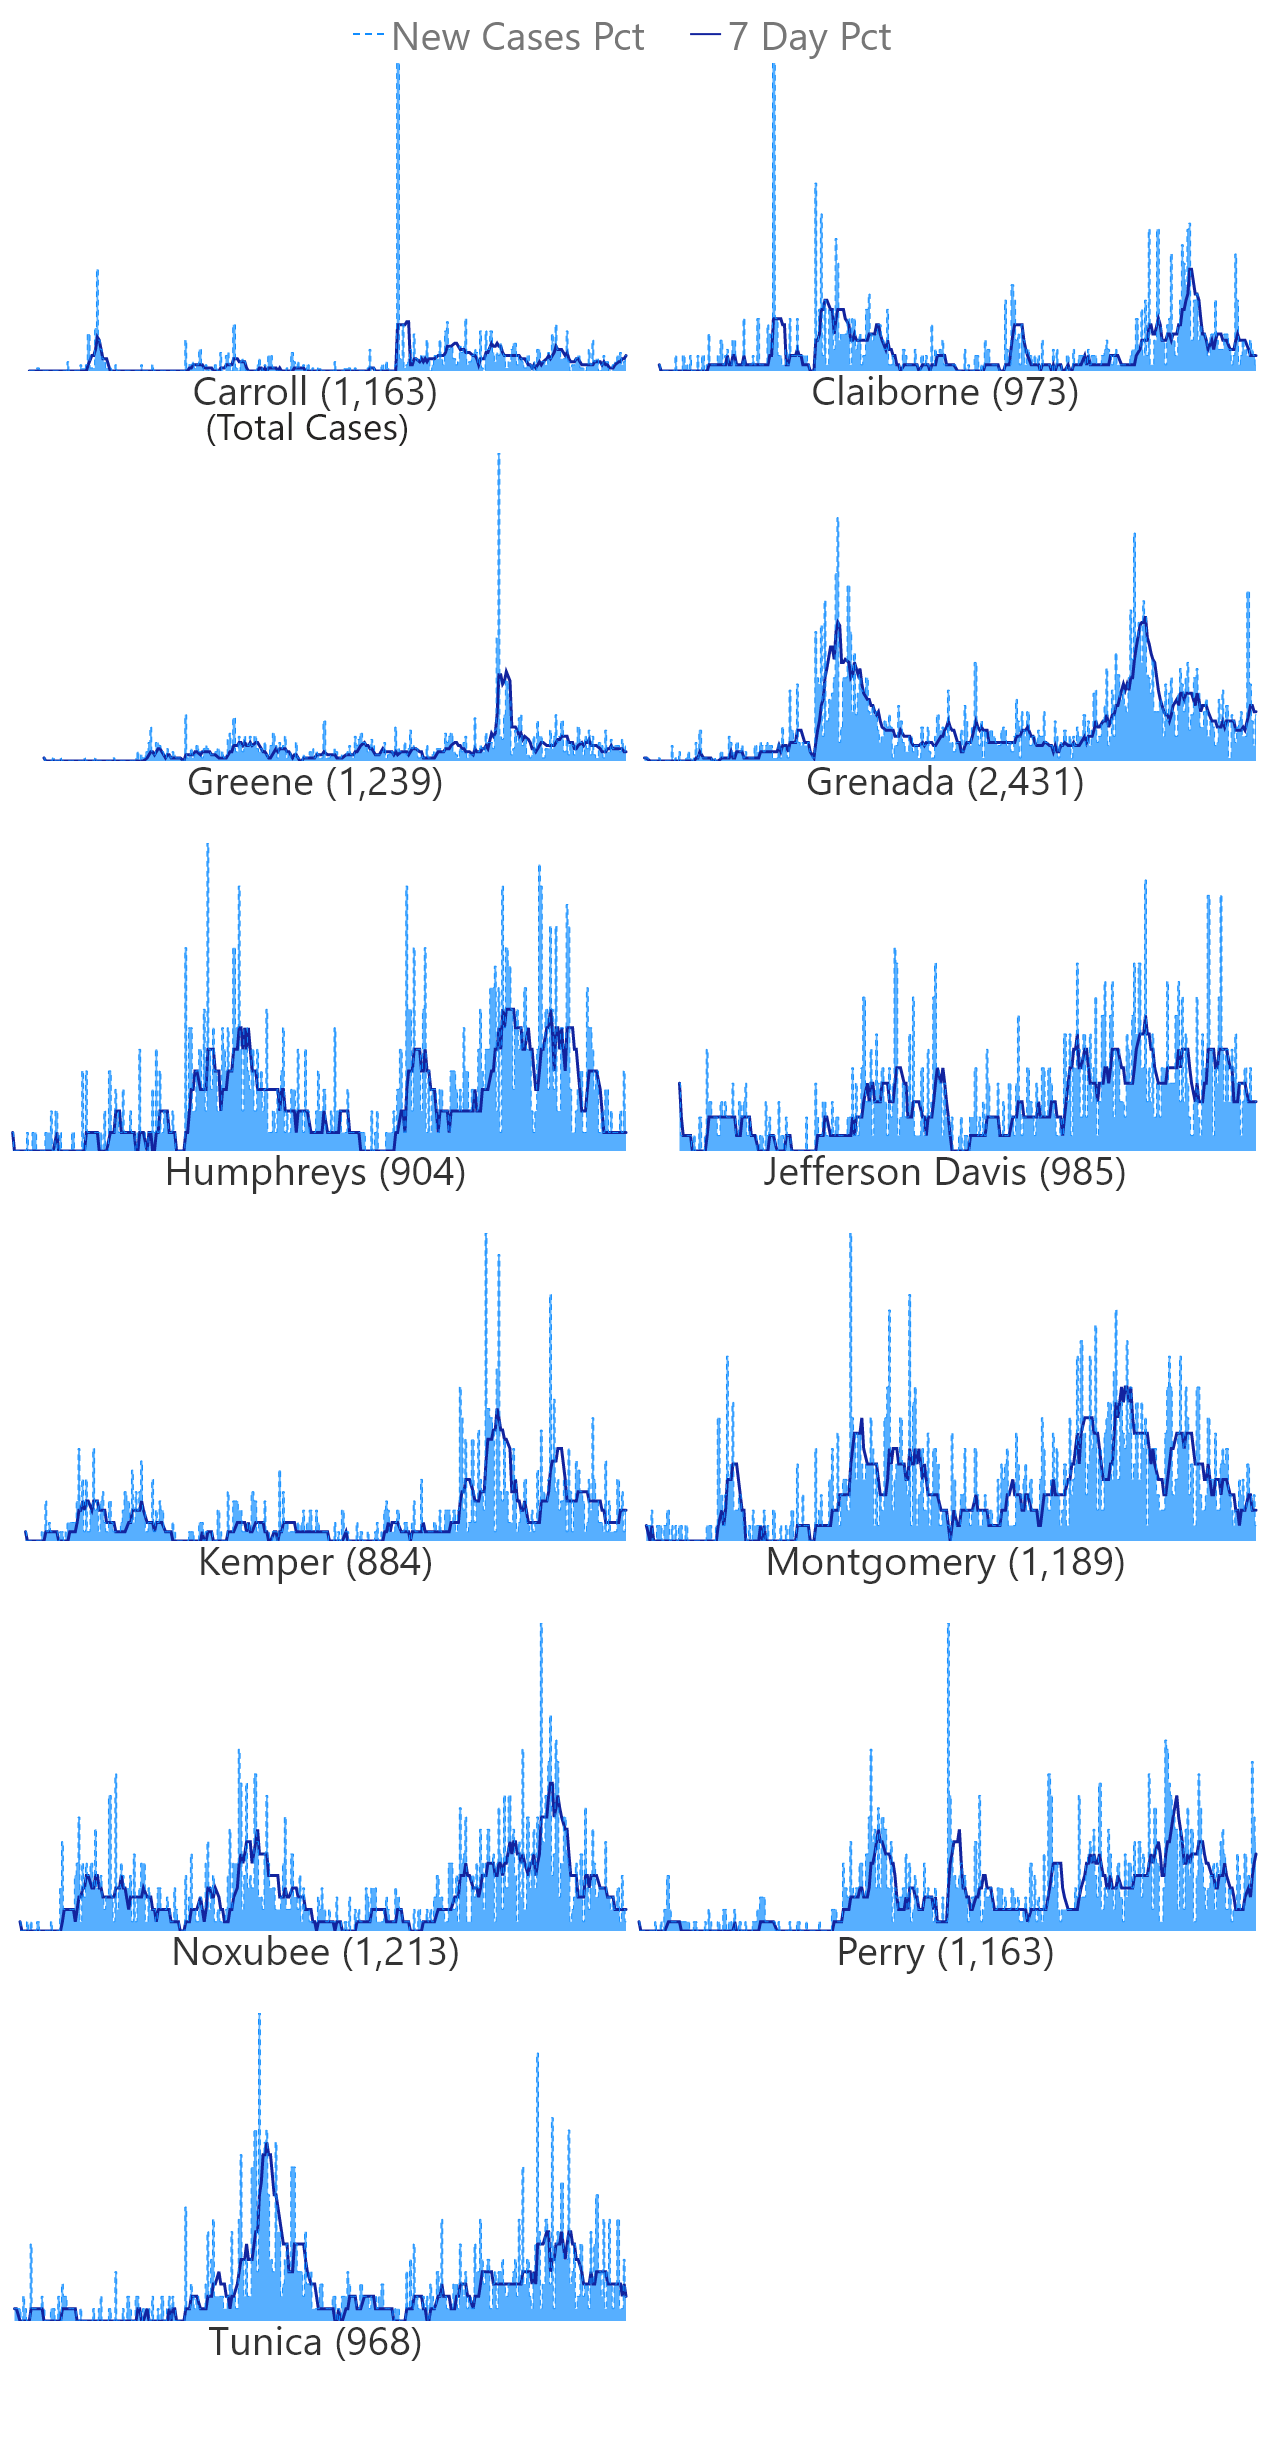 New Cases Pct 7 Day Pct
Carroll (1,163) Claiborne (973)
(Total Cases)
Greene (1,239) Grenada (2,431)
Humphreys (904) Jefferson Davis (985)
Kemper (884) Montgomery (1,189)
Noxubee (1,213) Perry (1,163)
Tunica (968)